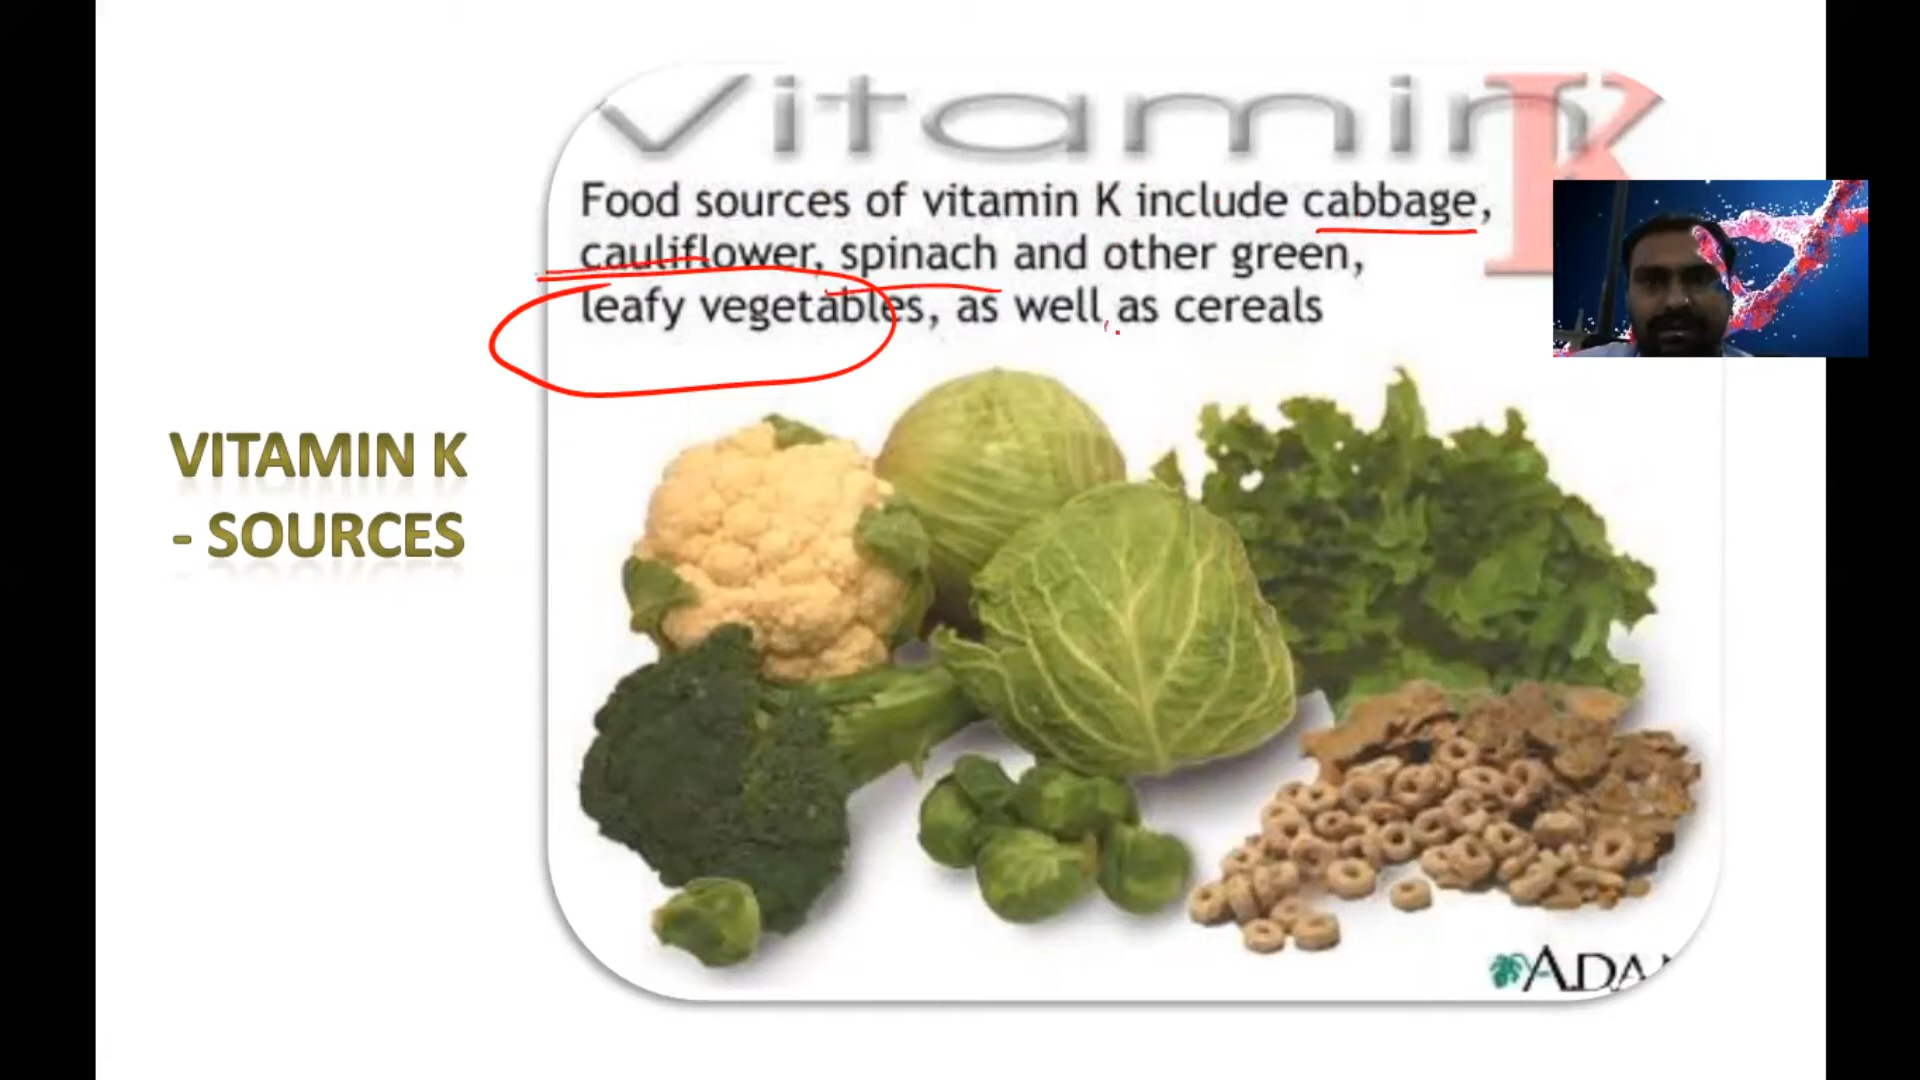 Vitamin K
Food sources of vitamin K include cabbage,
cauliflower, spinach and other green,
leafy vegetables, as well as cereals
VITAMIN K
- SOURCES